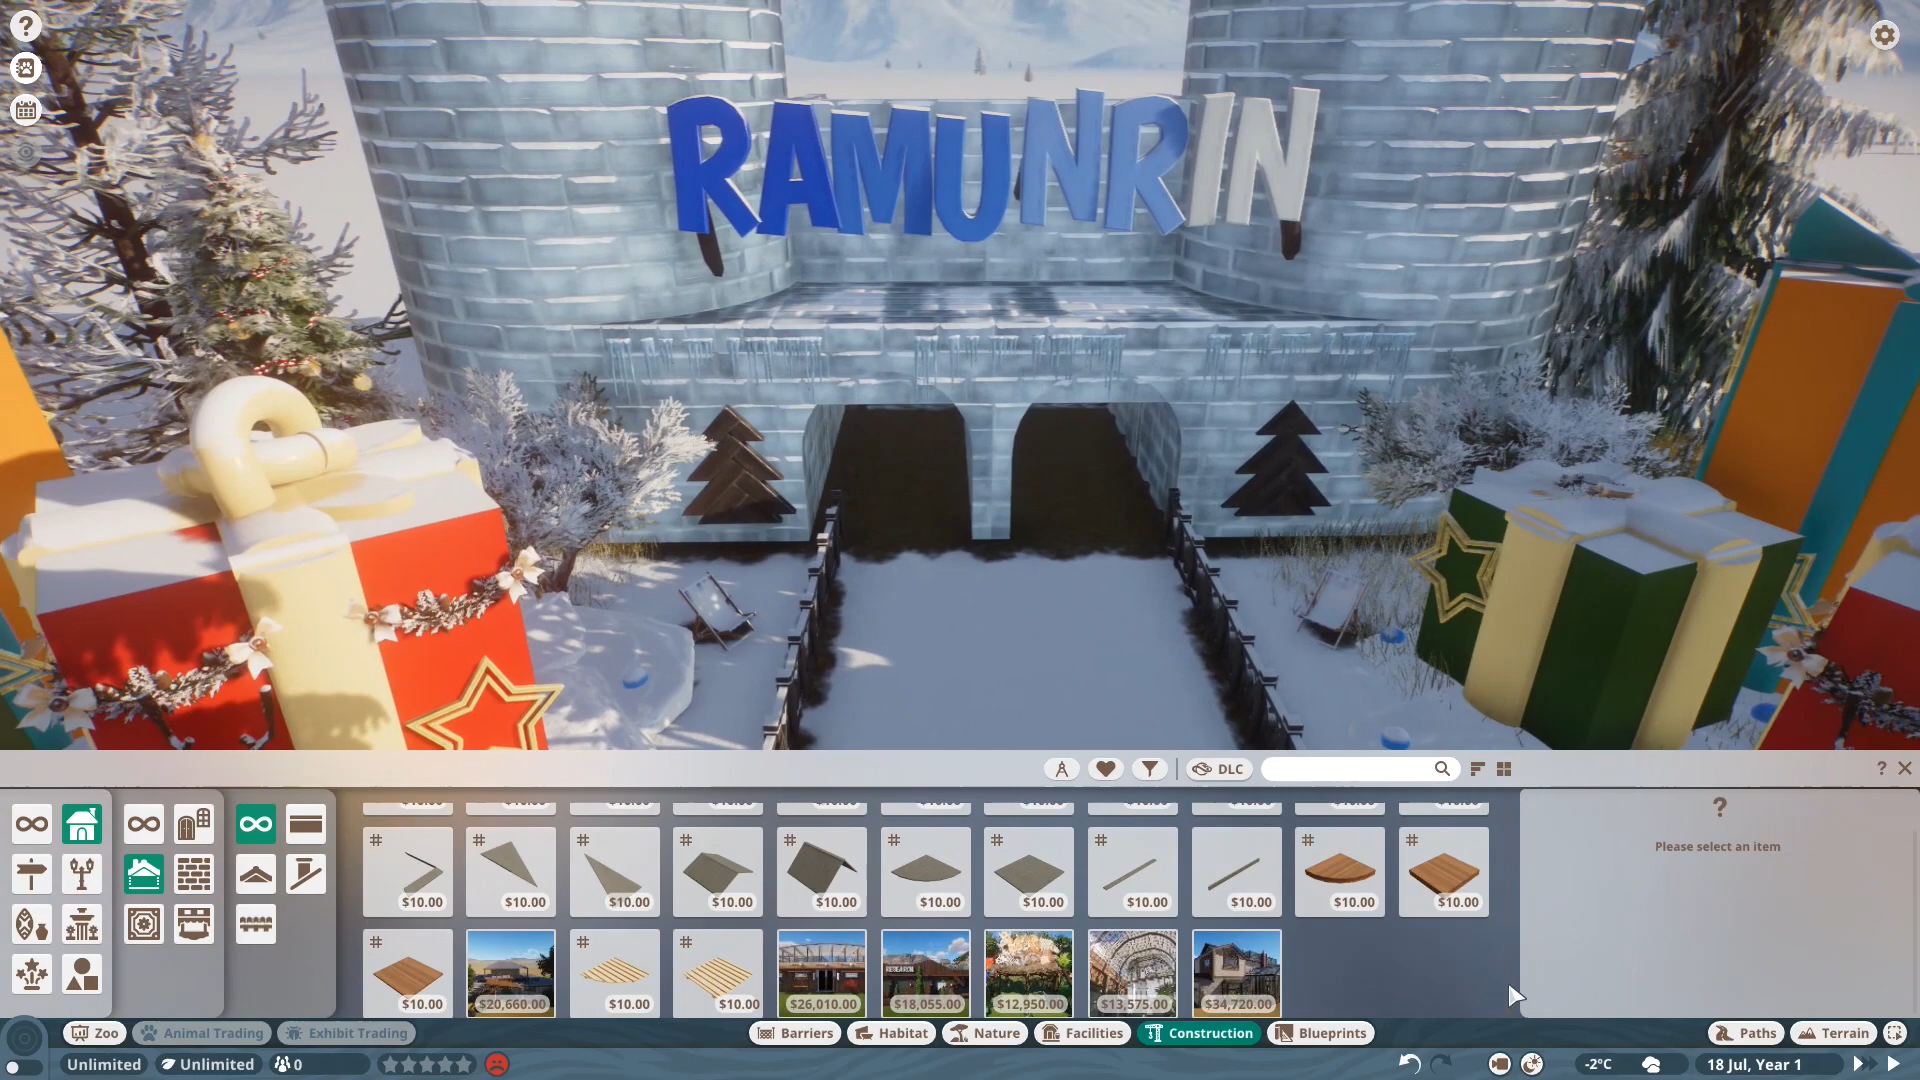 RAMUNRIN
DLC
?
Please select an item
$10.00 $10.00 $10.00 $10.00 $10.00 $10.00 $10.00 $10.00 $10.00 $10.00 $10.00
RESEARCH
$10.00 $20,660.00 $10.00 $10.00 $26,010.00 $18,055.00 $12,950.00 $13,575.00 $34,720.00
Zoo Animal Trading Exhibit Trading Barriers Habitat Nature Facilities Construction Blueprints Paths Terrain
Unlimited Unlimited 0 -2°C 18 Jul, Year 1